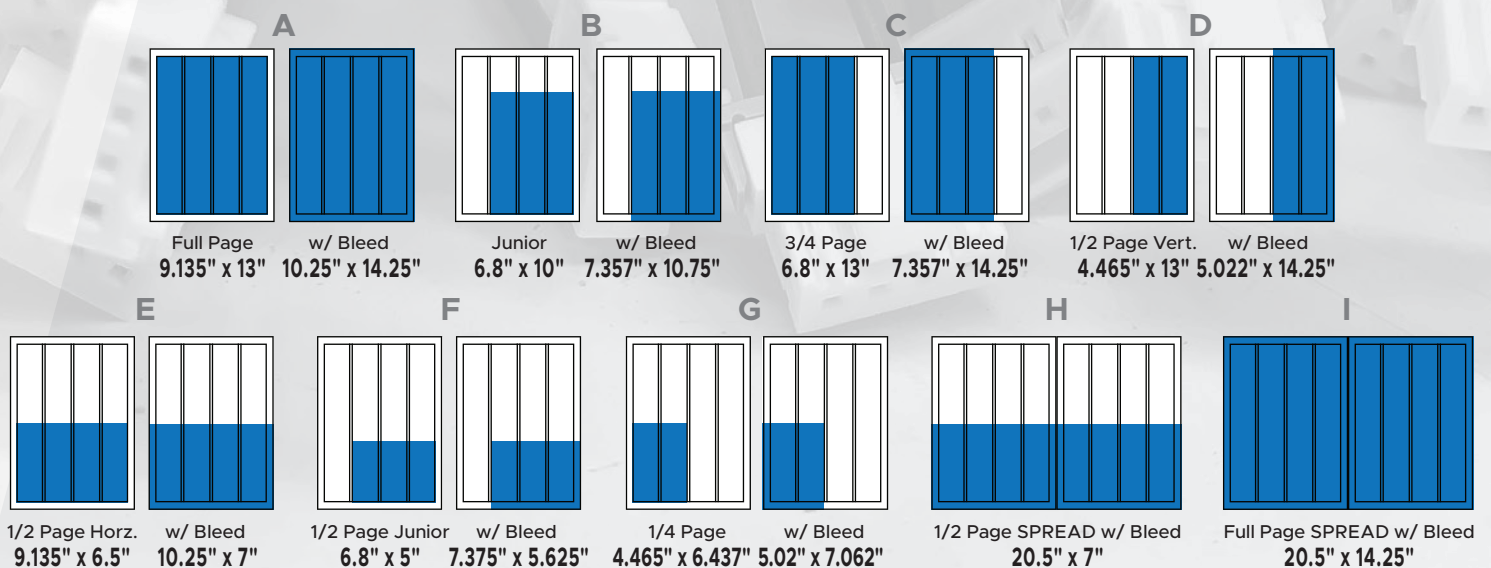 A B C D
Full Page w/ Bleed Junior w/ Bleed 3/4 Page w/ Bleed 1/2 Page Vert. w/ Bleed
9.135" x 13" 10.25" x 14.25" 6.8" x 10" 7.357" x 10.75" 6.8" x 13" 7.357" x 14.25" 4.465" x 13" 5.022" x 14.25"
E F G H I
1/2 Page Horz. w/ Bleed 1/2 Page Junior w/ Bleed 1/4 Page w/ Bleed 1/2 Page SPREAD w/ Bleed Full Page SPREAD w/ Bleed
9.135" x 6.5" 10.25" x 7" 6.8" x 5" 7.375" x 5.625" 4.465" x 6.437" 5.02" x 7.062" 20.5" x 7" 20.5" x 14.25"